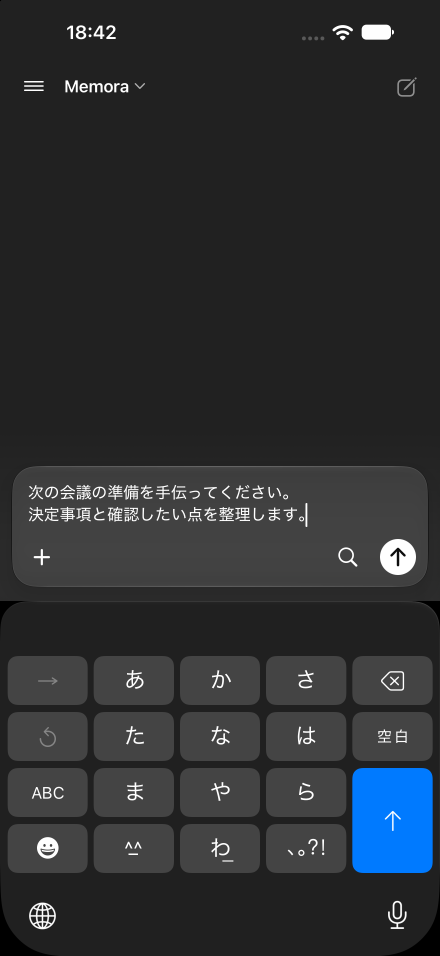 18:42
Memora
次の会議の準備を手伝ってください。
決定事項と確認したい点を整理します。
→ あ か さ
た な は 空白
ABC ま や ら ↑
^^ わ_ 、。?!